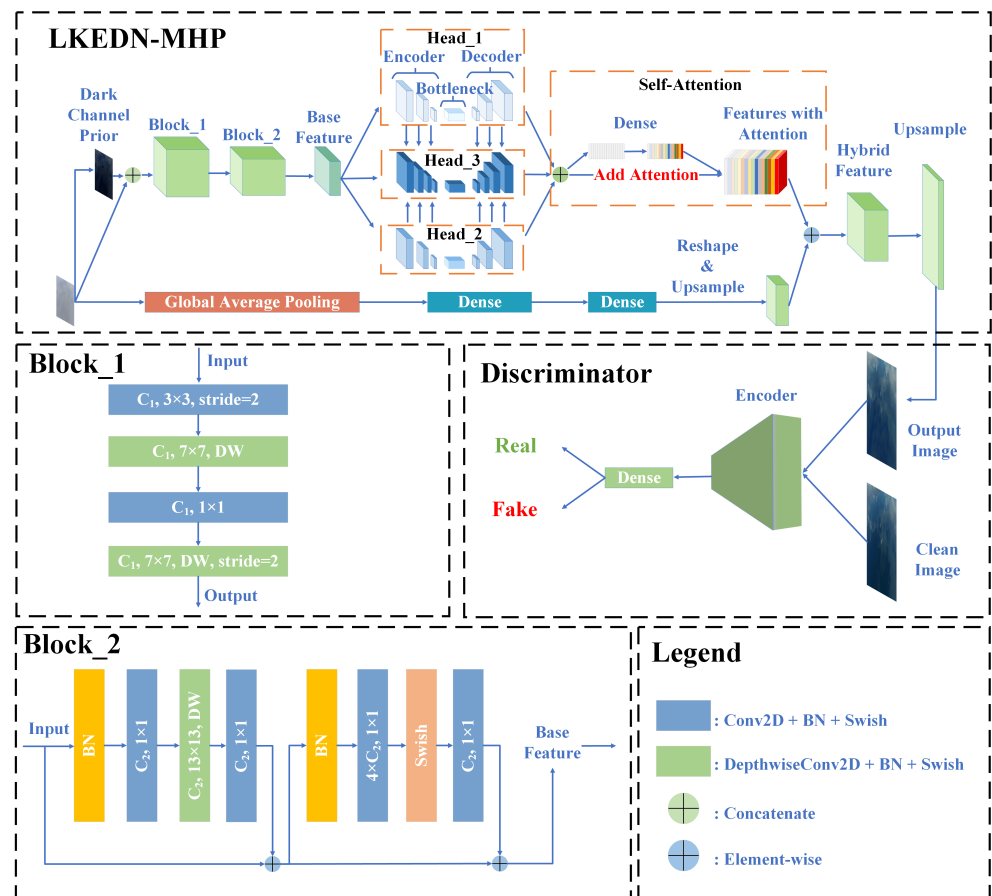 LKEDN-MHP
Head_1
Encoder
Decoder
Bottleneck
Dark
Channel
Prior
Block_1
Block_2
Base
Feature
Head_3
Head_2
Self-Attention
Dense
Add Attention
Features with
Attention
Hybrid
Feature
Upsample
Reshape
&
Upsample
Global Average Pooling
Dense
Dense
Block_1
Input
C₁, 3×3, stride=2
C₁, 7×7, DW
C₁, 1×1
C₁, 7×7, DW, stride=2
Output
Discriminator
Encoder
Real
Fake
Dense
Output
Image
Clean
Image
Block_2
Input
BN
C₂, 1×1
C₂, 13×13, DW
C₂, 1×1
BN
4×C₂, 1×1
Swish
C₂, 1×1
Base
Feature
Legend
: Conv2D + BN + Swish
: DepthwiseConv2D + BN + Swish
: Concatenate
: Element-wise